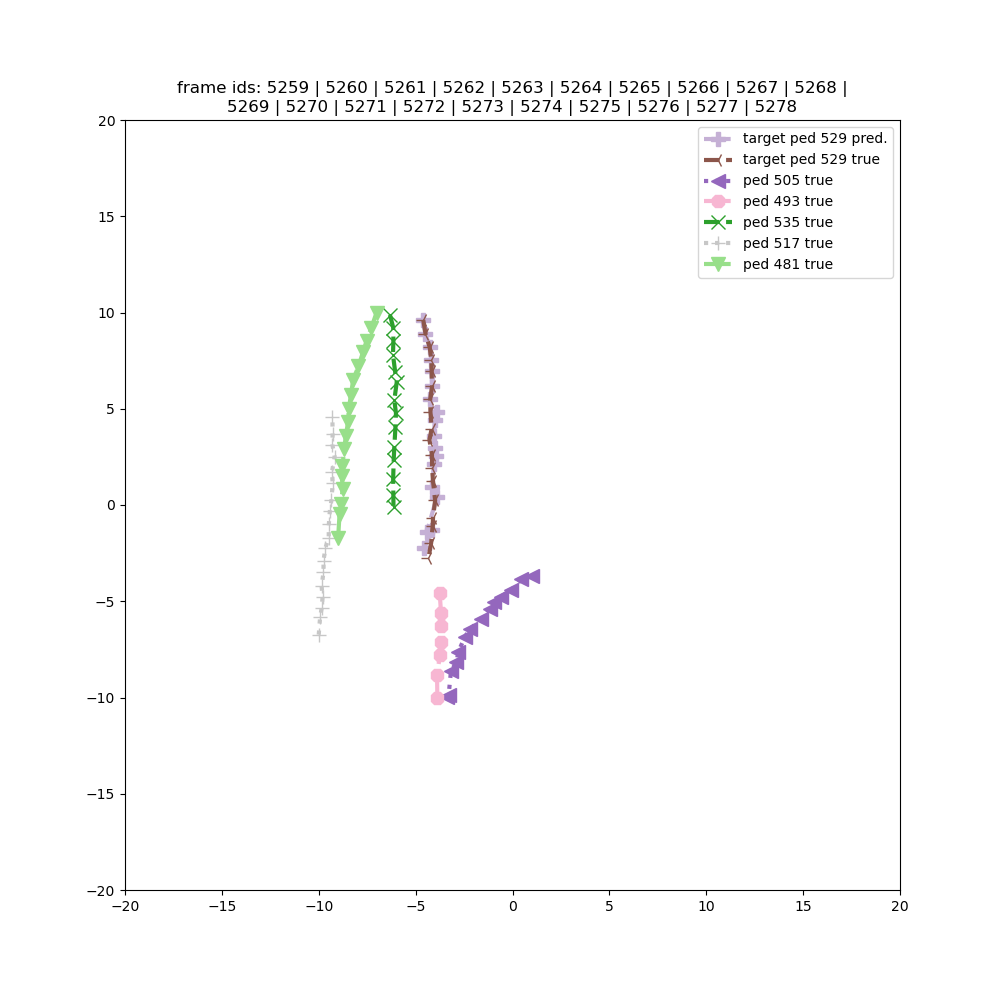 frame ids: 5259 | 5260 | 5261 | 5262 | 5263 | 5264 | 5265 | 5266 | 5267 | 5268 |
5269 | 5270 | 5271 | 5272 | 5273 | 5274 | 5275 | 5276 | 5277 | 5278
target ped 529 pred.
target ped 529 true
ped 505 true
ped 493 true
ped 535 true
ped 517 true
ped 481 true
20
15
10
5
0
−5
−10
−15
−20
−20 −15 −10 −5 0 5 10 15 20